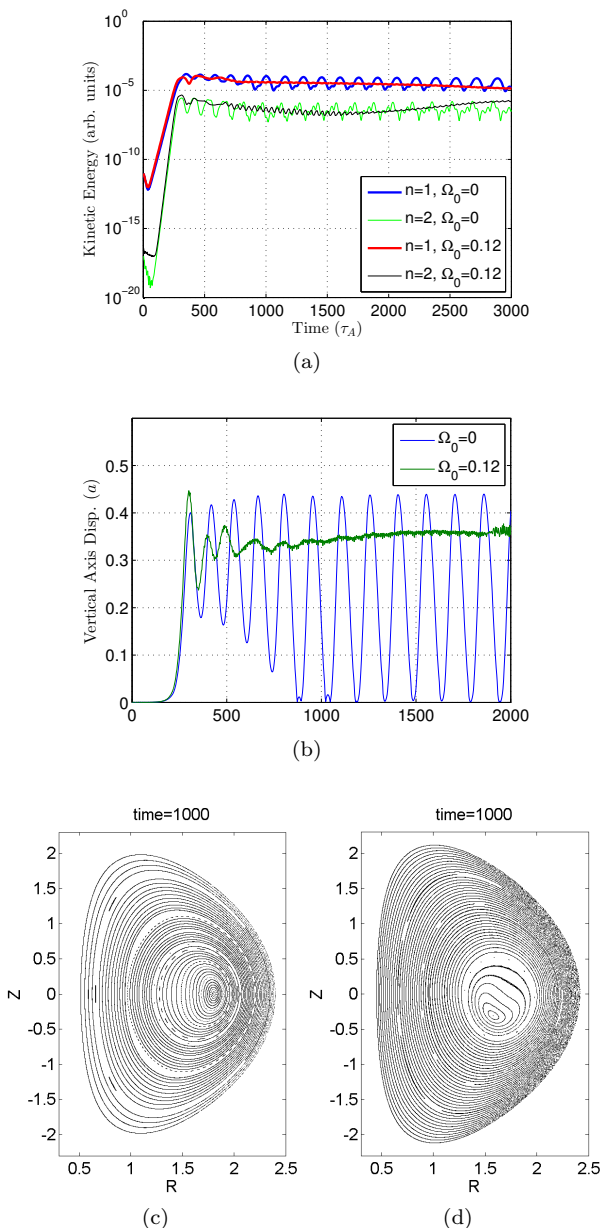 10^0
10^-5
10^-10
10^-15
10^-20
Kinetic Energy (arb. units)
n=1, Ω_0=0
n=2, Ω_0=0
n=1, Ω_0=0.12
n=2, Ω_0=0.12
0 500 1000 1500 2000 2500 3000
Time (τ_A)
(a)
0.5
0.4
0.3
0.2
0.1
0
Vertical Axis Disp. (a)
Ω_0=0
Ω_0=0.12
0 500 1000 1500 2000
(b)
time=1000
2
1.5
1
0.5
0
-0.5
-1
-1.5
-2
Z
0.5 1 1.5 2 2.5
R
(c)
time=1000
2
1.5
1
0.5
0
-0.5
-1
-1.5
-2
Z
0.5 1 1.5 2 2.5
R
(d)